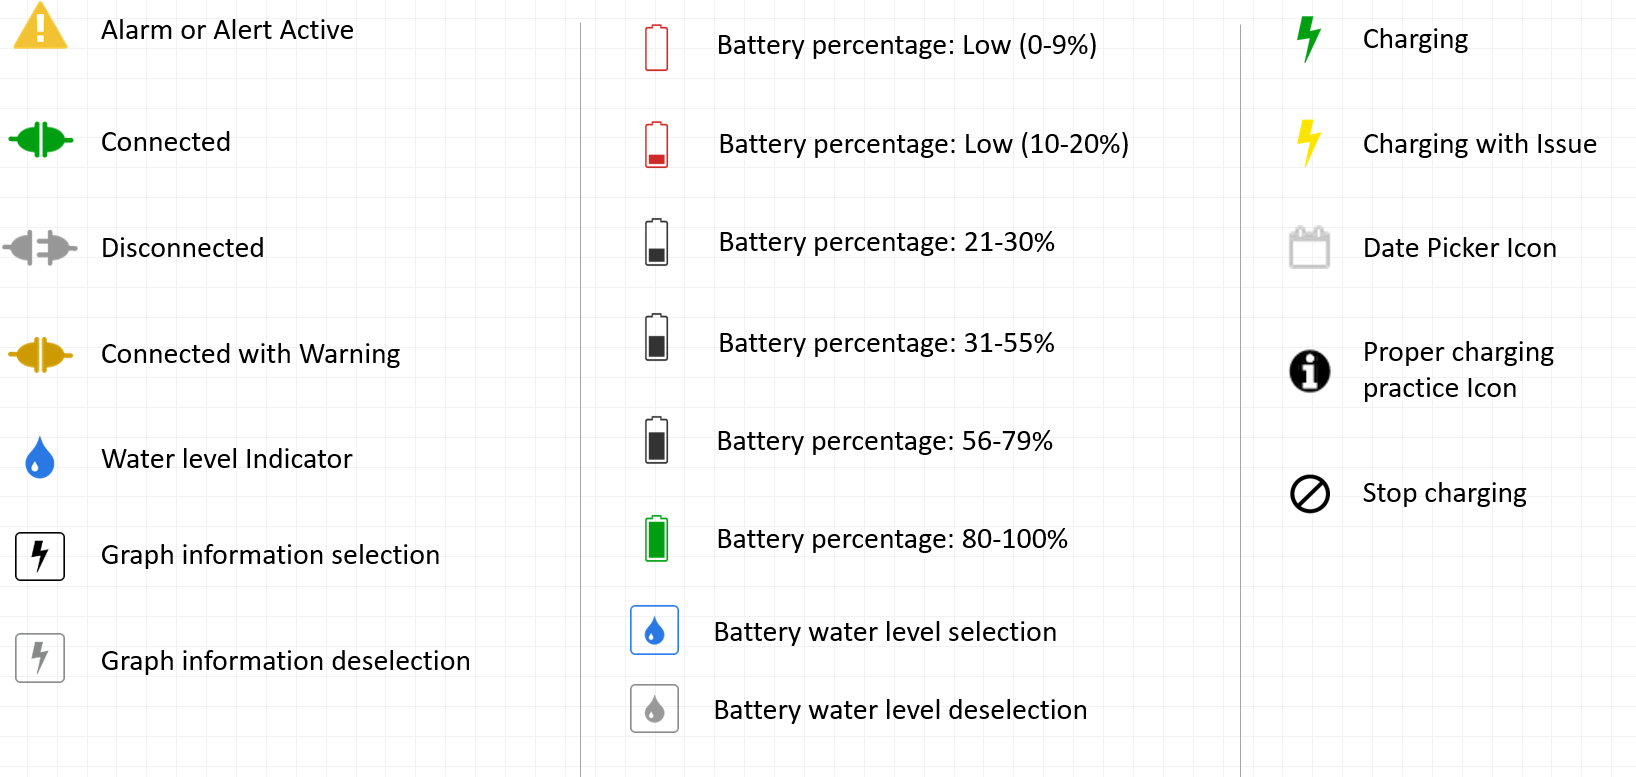 Alarm or Alert Active
Connected
Disconnected
Connected with Warning
Water level Indicator
Graph information selection
Graph information deselection
Battery percentage: Low (0-9%)
Battery percentage: Low (10-20%)
Battery percentage: 21-30%
Battery percentage: 31-55%
Battery percentage: 56-79%
Battery percentage: 80-100%
Battery water level selection
Battery water level deselection
Charging
Charging with Issue
Date Picker Icon
Proper charging
practice Icon
Stop charging